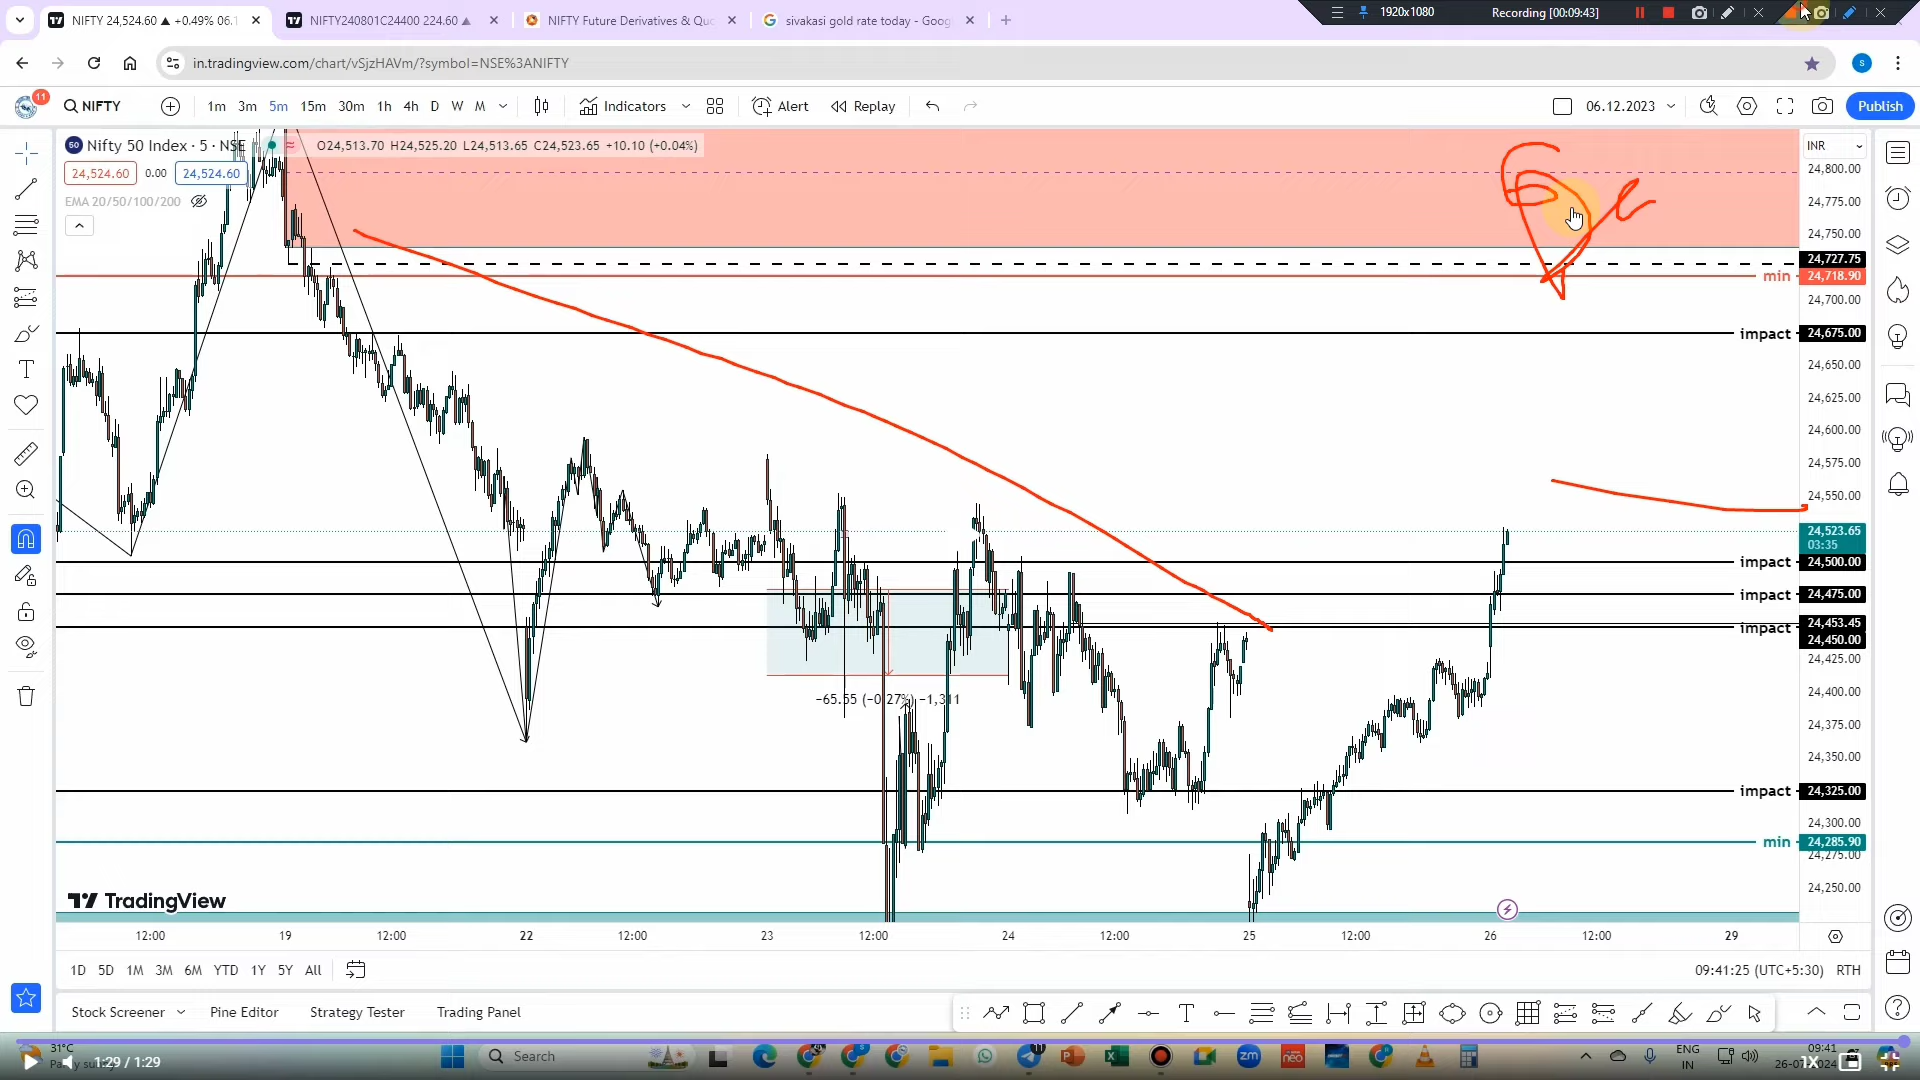 NIFTY 24,524.60 ▲ +0.49% 06.1
NIFTY240801C24400 224.60 ▲
NIFTY Future Derivatives & Quo
sivakasi gold rate today - Goog
1920x1080
Recording [00:09:43]
in.tradingview.com/chart/vSjzHAVm/?symbol=NSE%3ANIFTY
S
11
NIFTY
1m 3m 5m 15m 30m 1h 4h D W M
Indicators
Alert
Replay
06.12.2023
Publish
50 Nifty 50 Index · 5 · NSE
O24,513.70 H24,525.20 L24,513.65 C24,523.65 +10.10 (+0.04%)
INR
24,524.60 0.00 24,524.60
EMA 20/50/100/200
24,800.00
24,775.00
24,750.00
24,727.75
min 24,718.90
24,700.00
impact 24,675.00
24,650.00
24,625.00
24,600.00
24,575.00
24,550.00
24,523.65
03:35
impact 24,500.00
impact 24,475.00
24,453.45
impact 24,450.00
24,425.00
24,400.00
−65.55 (−0.27%) −1,311
24,375.00
24,350.00
impact 24,325.00
24,300.00
min 24,285.90
24,275.00
24,250.00
TradingView
12:00 19 12:00 22 12:00 23 12:00 24 12:00 25 12:00 26 12:00 29
1D 5D 1M 3M 6M YTD 1Y 5Y All
09:41:25 (UTC+5:30) RTH
Stock Screener Pine Editor Strategy Tester Trading Panel
31°C
1:29 / 1:29
Search
11
zm
neo
ENG
IN
09:41
1X